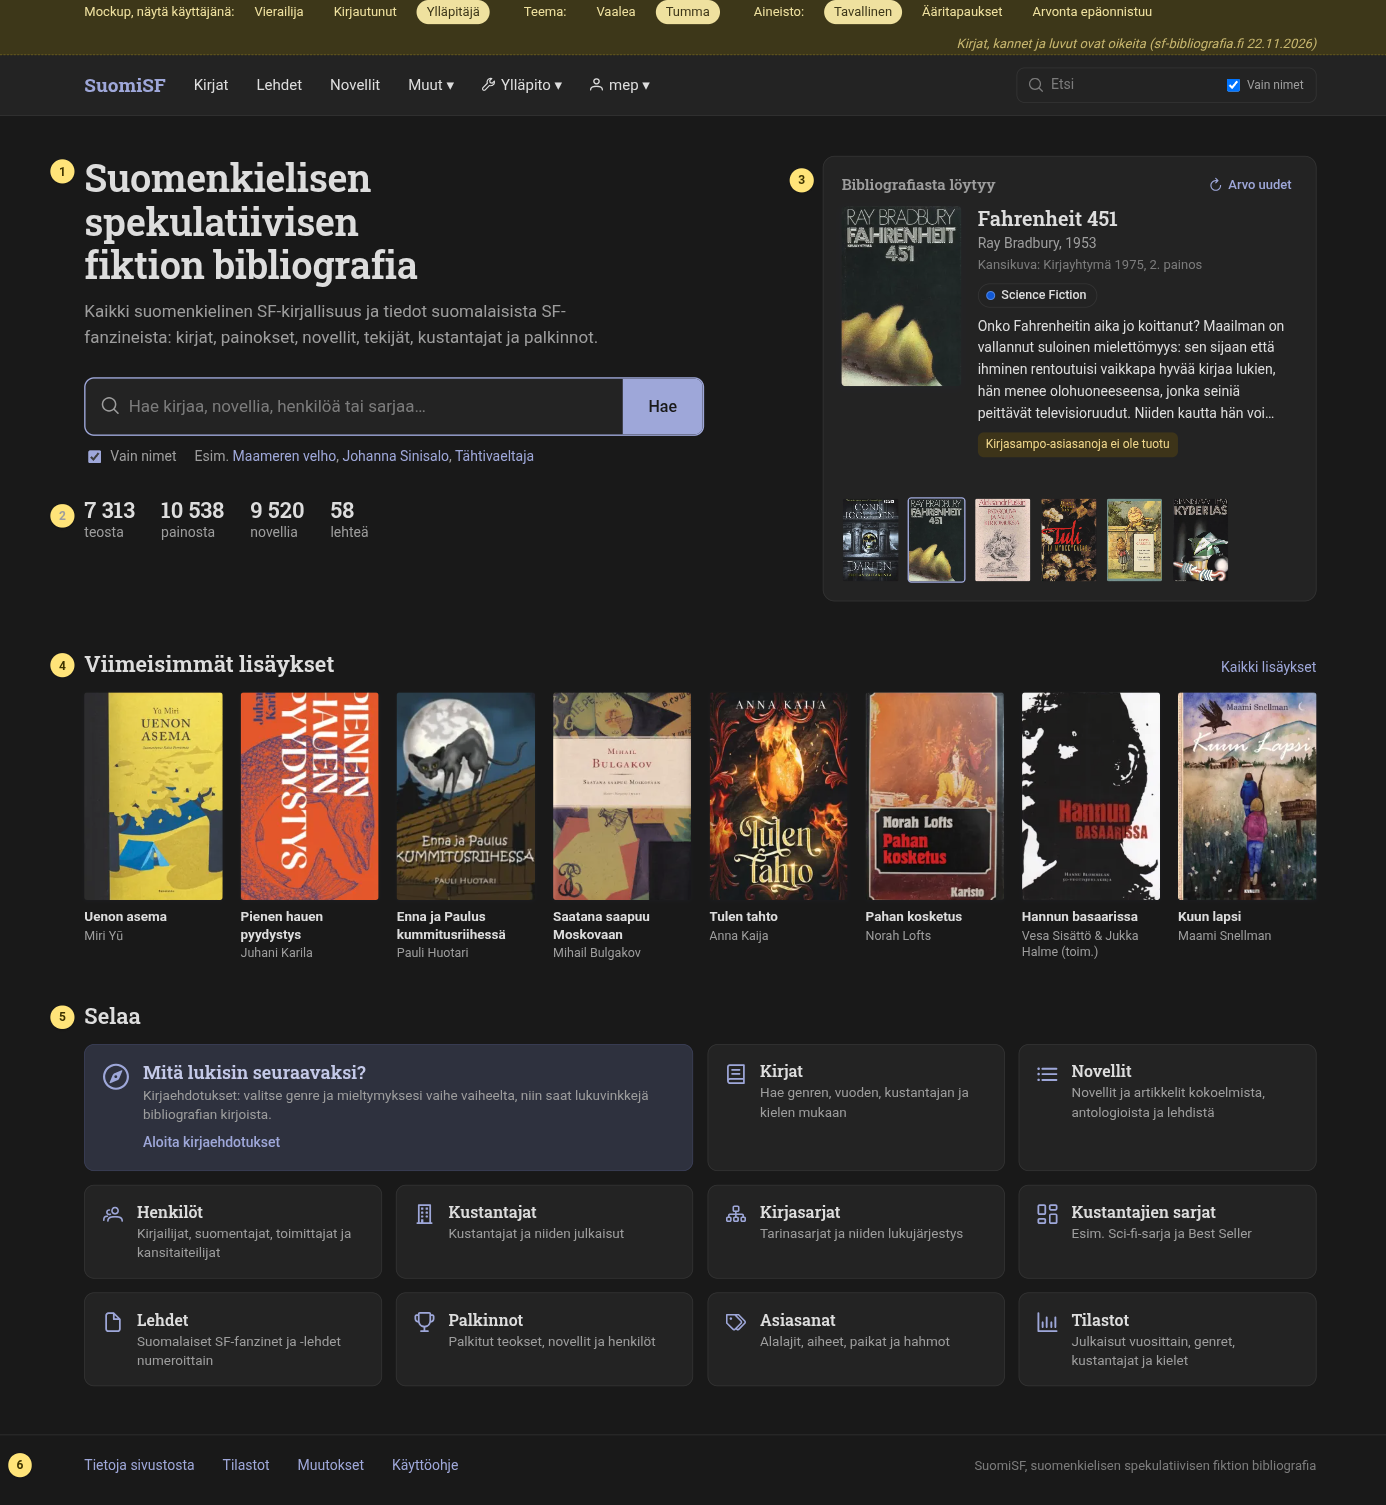 Mockup, näytä käyttäjänä: Vierailija Kirjautunut Ylläpitäjä Teema: Vaalea Tumma Aineisto: Tavallinen Ääritapaukset Arvonta epäonnistuu
Kirjat, kannet ja luvut ovat oikeita (sf-bibliografia.fi 22.11.2026)
SuomiSF Kirjat Lehdet Novellit Muut ▾ Ylläpito ▾ mep ▾ Etsi Vain nimet
1 Suomenkielisen
spekulatiivisen
fiktion bibliografia
Kaikki suomenkielinen SF-kirjallisuus ja tiedot suomalaisista SF-
fanzineista: kirjat, painokset, novellit, tekijät, kustantajat ja palkinnot.
Hae kirjaa, novellia, henkilöä tai sarjaa… Hae
Vain nimet Esim. Maameren velho, Johanna Sinisalo, Tähtivaeltaja
2 7 313 10 538 9 520 58
teosta painosta novellia lehteä
3 Bibliografiasta löytyy Arvo uudet
RAY BRADBURY
FAHRENHEIT
451
Fahrenheit 451
Ray Bradbury, 1953
Kansikuva: Kirjayhtymä 1975, 2. painos
Science Fiction
Onko Fahrenheitin aika jo koittanut? Maailman on
vallannut suloinen mielettömyys: sen sijaan että
ihminen rentoutuisi vaikkapa hyvää kirjaa lukien,
hän menee olohuoneeseensa, jonka seiniä
peittävät televisioruudut. Niiden kautta hän voi…
Kirjasampo-asiasanoja ei ole tuotu
RAY BRADBURY
FAHRENHEIT
451
Tuli
KYBERIAS
4 Viimeisimmät lisäykset Kaikki lisäykset
Yu Miri
UENON
ASEMA
Juhani
Karila
PIENEN
HAUEN
PYYDYSTYS
Enna ja Paulus
KUMMITUSRIIHESSÄ
PAULI HUOTARI
MIHAIL
BULGAKOV
SAATANA SAAPUU MOSKOVAAN
ANNA KAIJA
Tulen
tahto
Norah Lofts
Pahan
kosketus
Karisto
Hannun
BASAARISSA
Maami Snellman
Kuun Lapsi
Uenon asema
Miri Yū
Pienen hauen
pyydystys
Juhani Karila
Enna ja Paulus
kummitusriihessä
Pauli Huotari
Saatana saapuu
Moskovaan
Mihail Bulgakov
Tulen tahto
Anna Kaija
Pahan kosketus
Norah Lofts
Hannun basaarissa
Vesa Sisättö & Jukka
Halme (toim.)
Kuun lapsi
Maami Snellman
5 Selaa
Mitä lukisin seuraavaksi?
Kirjaehdotukset: valitse genre ja mieltymyksesi vaihe vaiheelta, niin saat lukuvinkkejä
bibliografian kirjoista.
Aloita kirjaehdotukset
Kirjat
Hae genren, vuoden, kustantajan ja
kielen mukaan
Novellit
Novellit ja artikkelit kokoelmista,
antologioista ja lehdistä
Henkilöt
Kirjailijat, suomentajat, toimittajat ja
kansitaiteilijat
Kustantajat
Kustantajat ja niiden julkaisut
Kirjasarjat
Tarinasarjat ja niiden lukujärjestys
Kustantajien sarjat
Esim. Sci-fi-sarja ja Best Seller
Lehdet
Suomalaiset SF-fanzinet ja -lehdet
numeroittain
Palkinnot
Palkitut teokset, novellit ja henkilöt
Asiasanat
Alalajit, aiheet, paikat ja hahmot
Tilastot
Julkaisut vuosittain, genret,
kustantajat ja kielet
6 Tietoja sivustosta Tilastot Muutokset Käyttöohje SuomiSF, suomenkielisen spekulatiivisen fiktion bibliografia